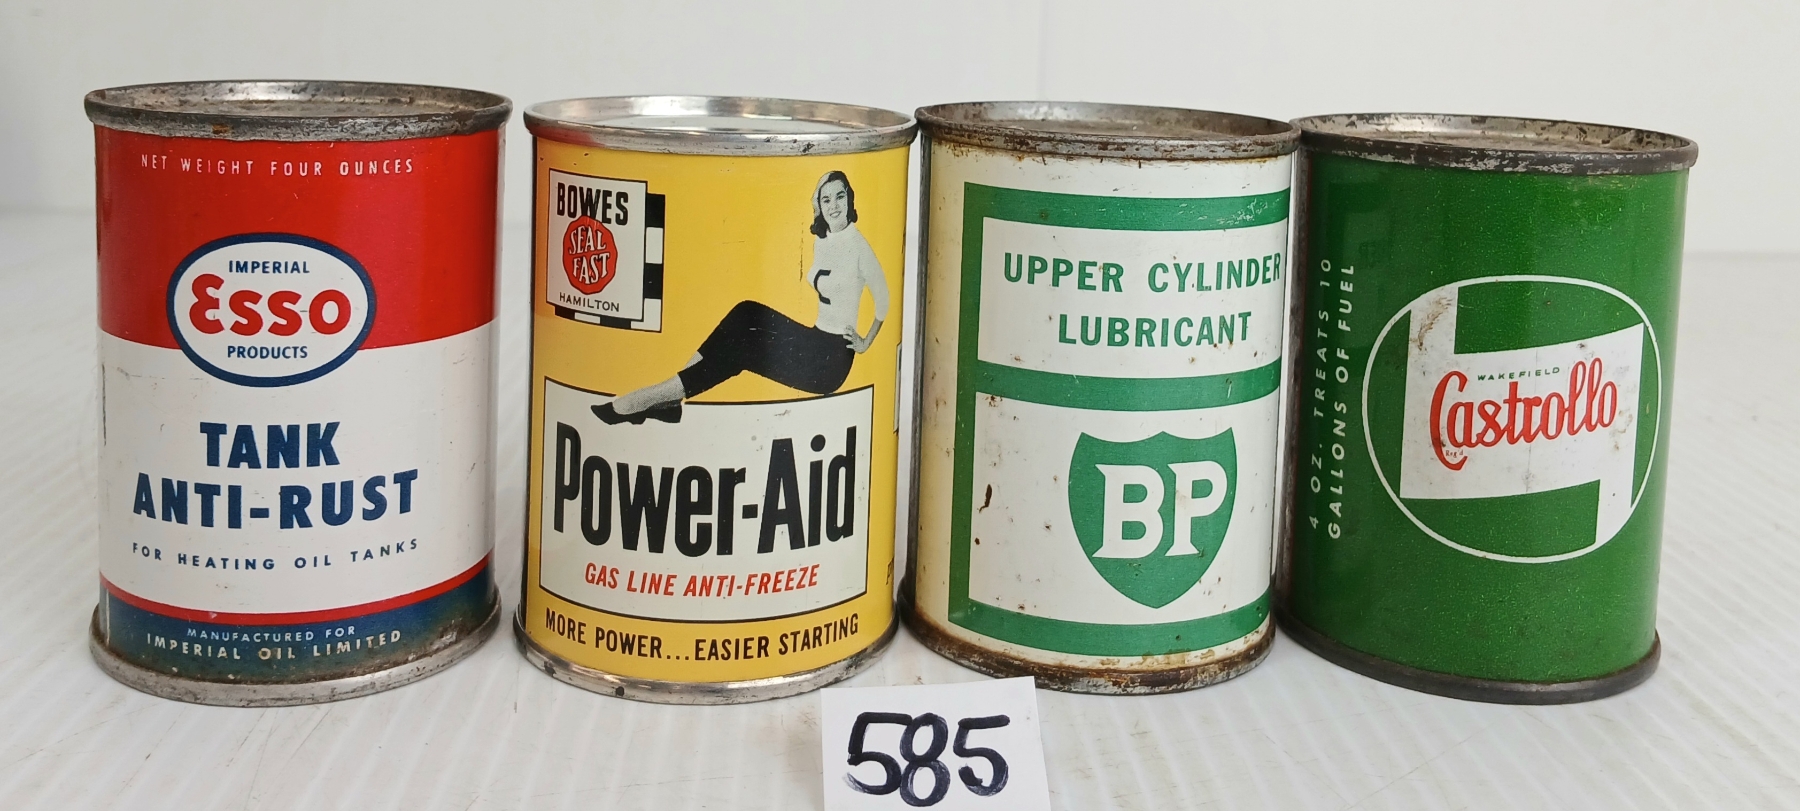 NET WEIGHT FOUR OUNCES
IMPERIAL
Esso
PRODUCTS
TANK
ANTI-RUST
FOR HEATING OIL TANKS
MANUFACTURED FOR
IMPERIAL OIL LIMITED
BOWES
SEAL
FAST
HAMILTON
C
Power-Aid
GAS LINE ANTI-FREEZE
MORE POWER...EASIER STARTING
UPPER CYLINDER
LUBRICANT
BP
4 OZ. TREATS 10
GALLONS OF FUEL
WAKEFIELD
Castrollo
Reg'd
585